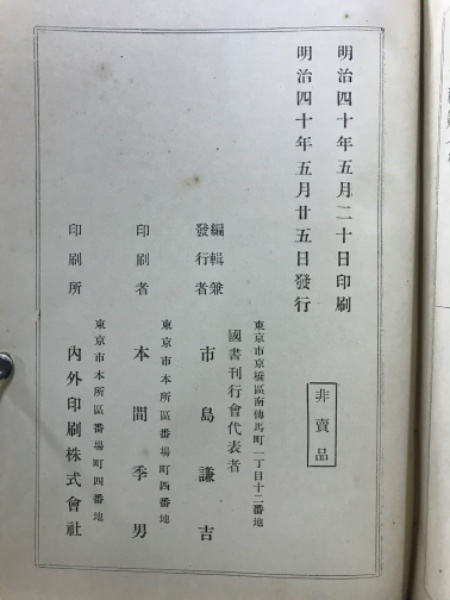 明治四十年五月二十日印刷
明治四十年五月廿五日發行
非賣品
東京市京橋區南傳馬町一丁目十二番地
國書刊行會代表者
編輯兼
發行者
市島謙吉
東京市本所區番場町四番地
印刷者
本間季男
東京市本所區番場町四番地
印刷所
內外印刷株式會社